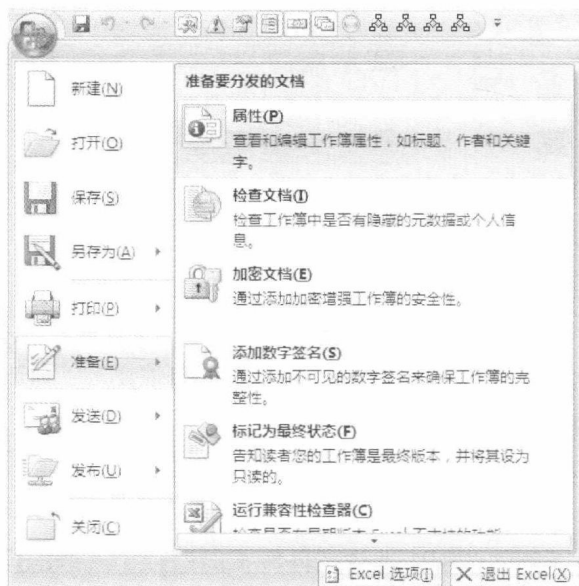 准备要分发的文档
新建(N)
打开(O)
保存(S)
另存为(A)
打印(P)
准备(E)
发送(D)
发布(U)
关闭(C)
属性(P)
查看和编辑工作簿属性，如标题、作者和关键
字。
检查文档(I)
检查工作簿中是否有隐藏的元数据或个人信
息。
加密文档(E)
通过添加加密增强工作簿的安全性。
添加数字签名(S)
通过添加不可见的数字签名来确保工作簿的完
整性。
标记为最终状态(F)
告知读者您的工作簿是最终版本，并将其设为
只读的。
运行兼容性检查器(C)
Excel 选项(I)
退出 Excel(X)